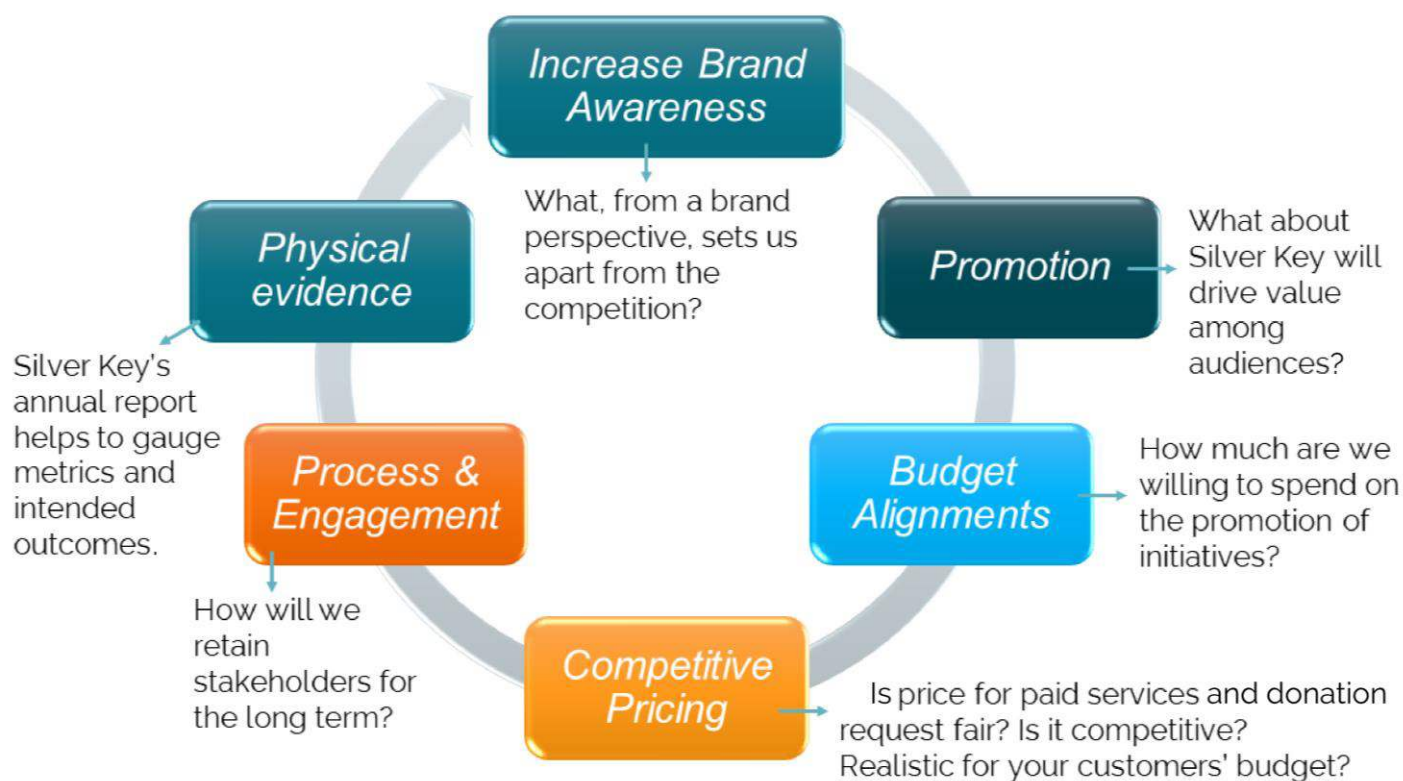 Increase Brand
Awareness
What, from a brand
perspective, sets us
apart from the
competition?
Promotion
What about
Silver Key will
drive value
among
audiences?
Budget
Alignments
How much are we
willing to spend on
the promotion of
initiatives?
Competitive
Pricing
Is price for paid services and donation
request fair? Is it competitive?
Realistic for your customers' budget?
Process &
Engagement
How will we
retain
stakeholders for
the long term?
Physical
evidence
Silver Key's
annual report
helps to gauge
metrics and
intended
outcomes.